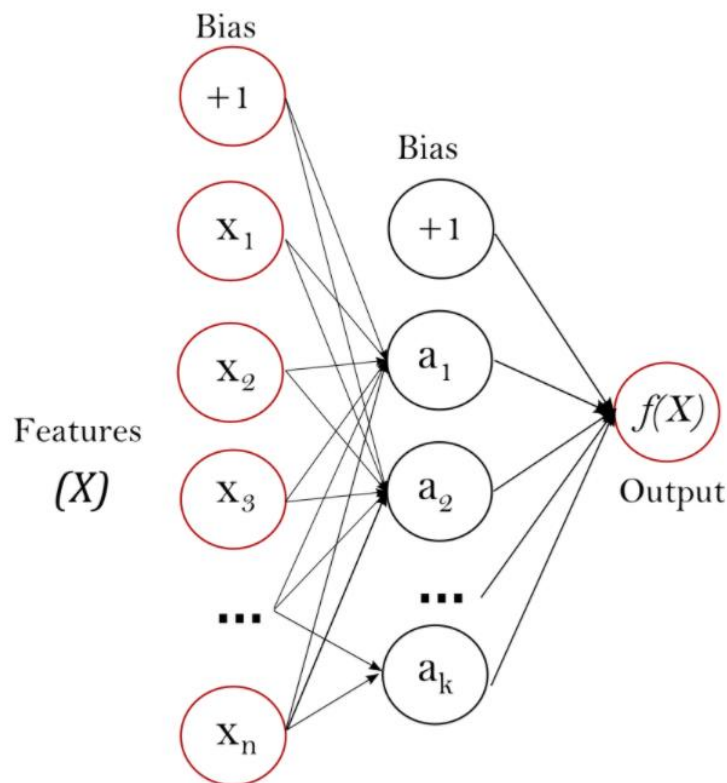 Bias
+1
x₁
x₂
x₃
...
xₙ
Features
(X)
Bias
+1
a₁
a₂
...
aₖ
f(X)
Output